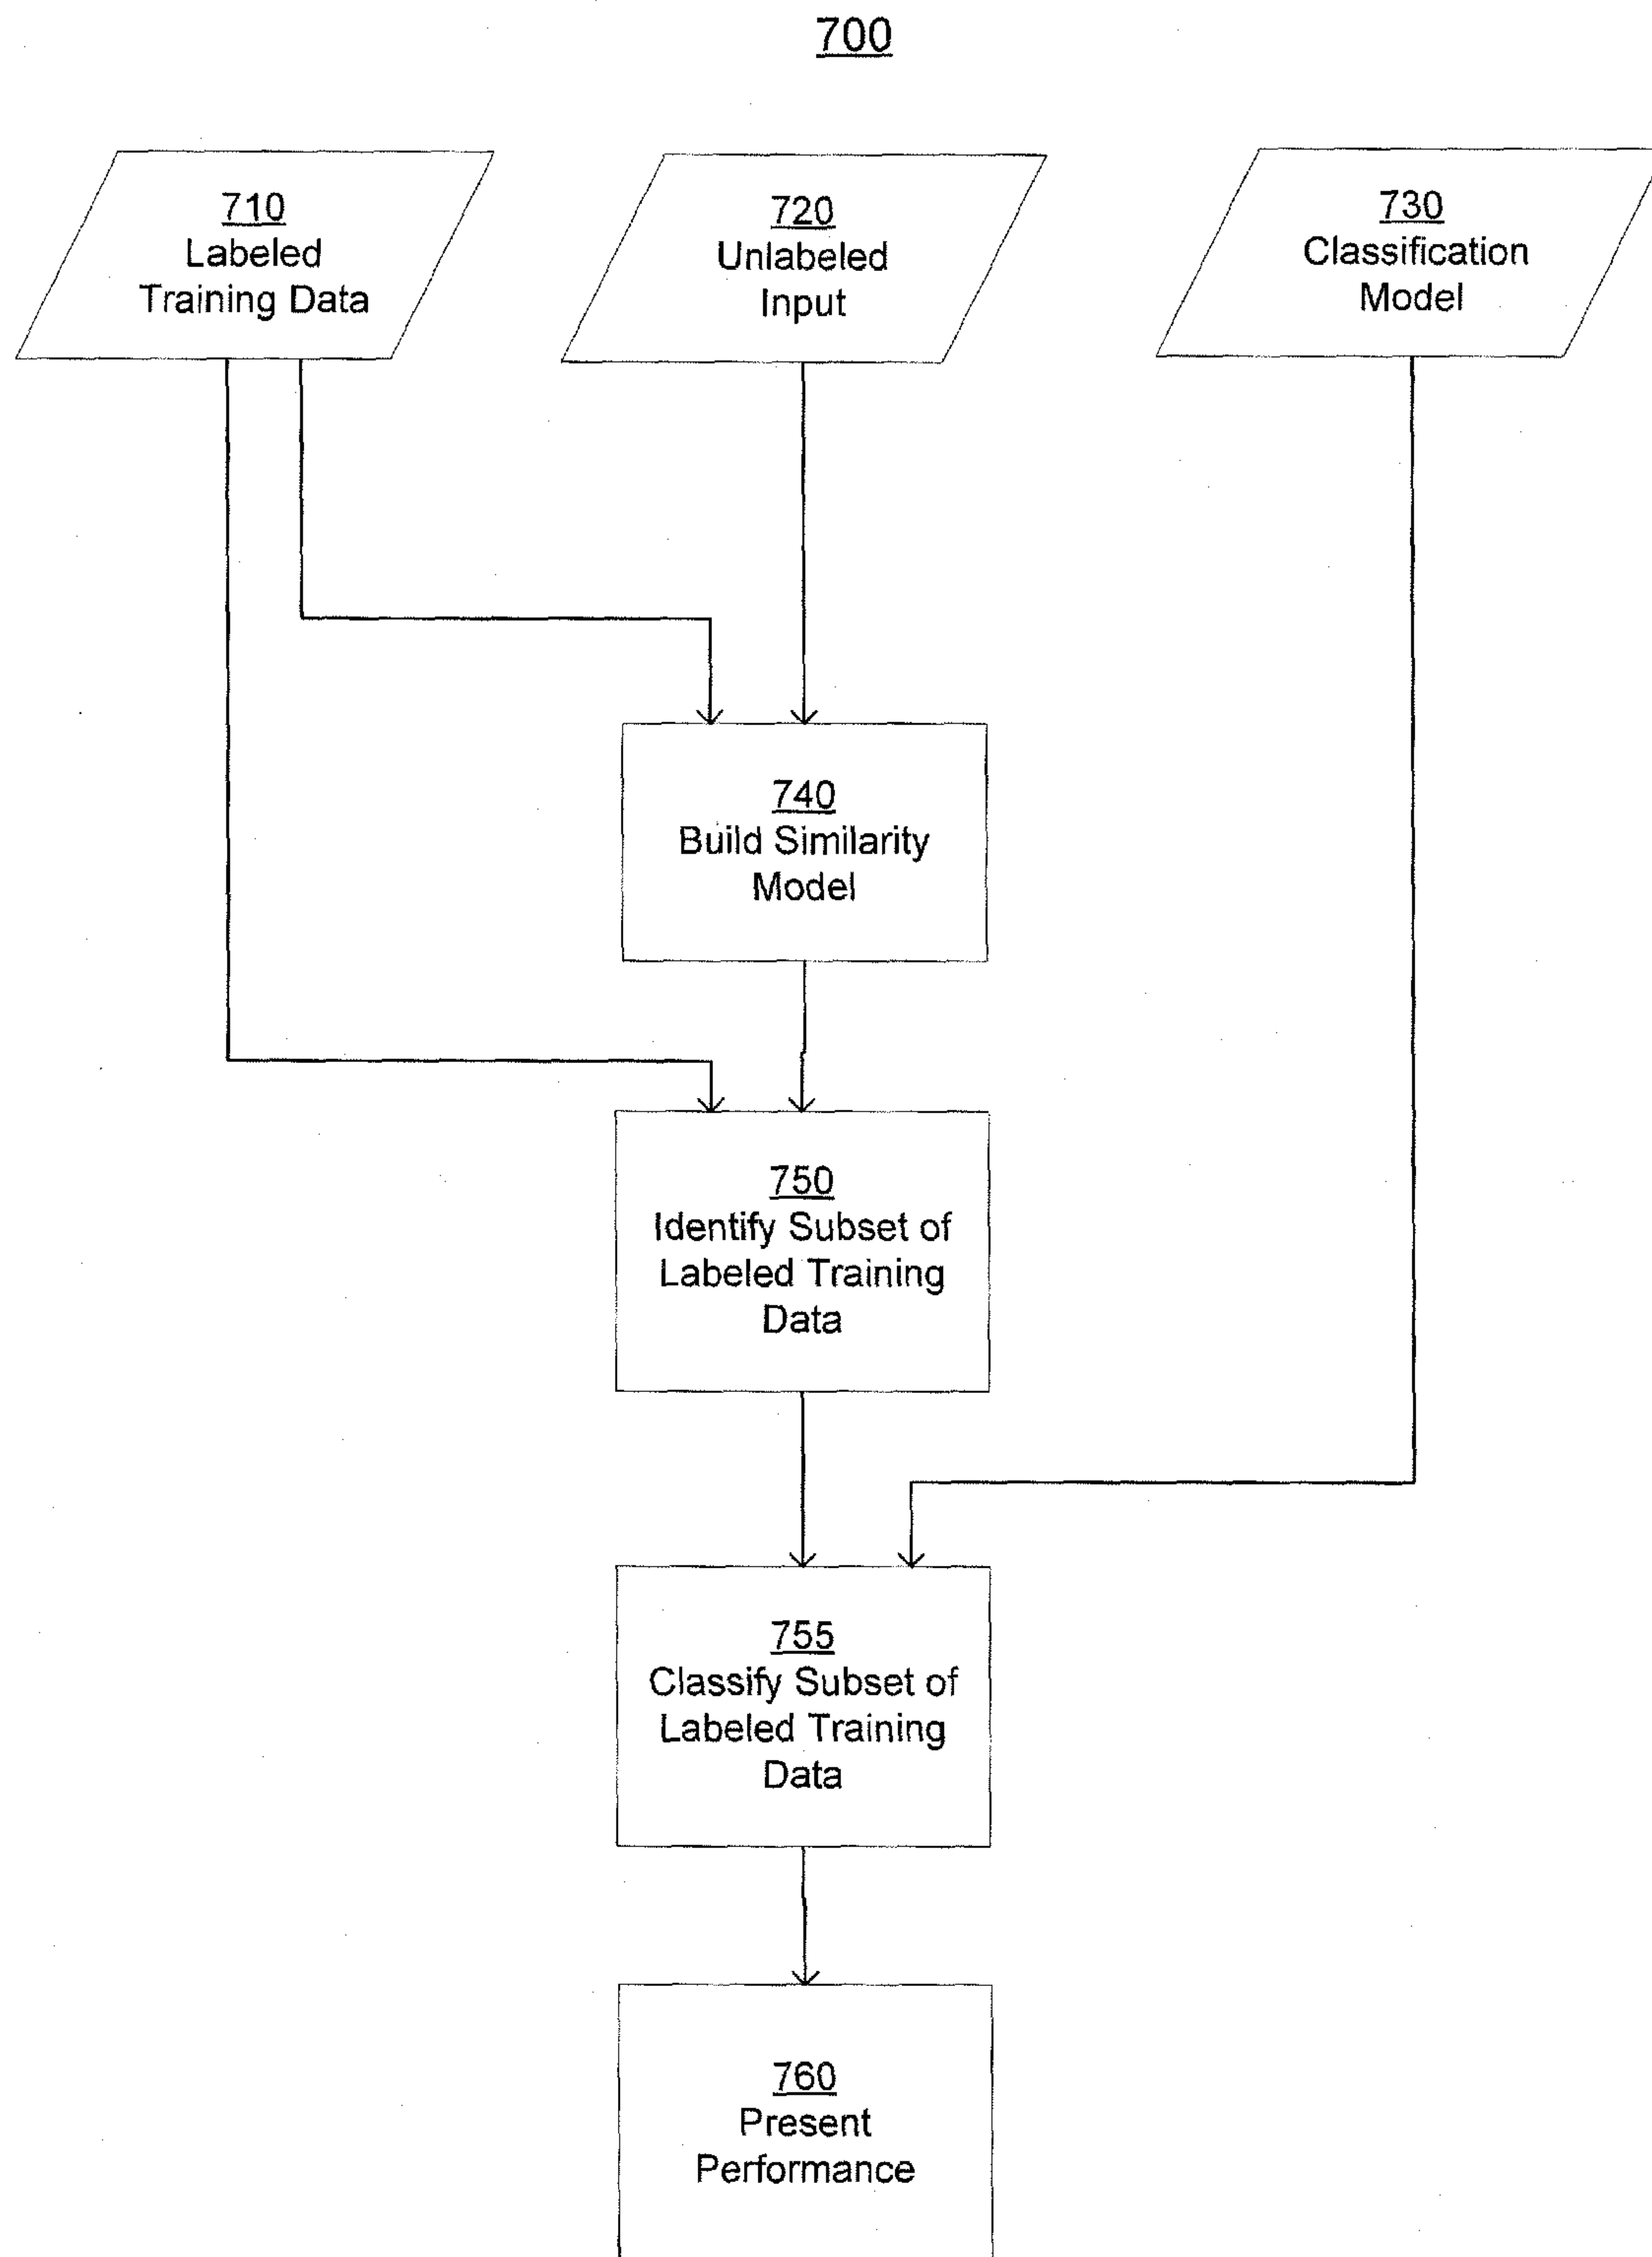 700
710
Labeled
Training Data
720
Unlabeled
Input
730
Classification
Model
740
Build Similarity
Model
750
Identify Subset of
Labeled Training
Data
755
Classify Subset of
Labeled Training
Data
760
Present
Performance